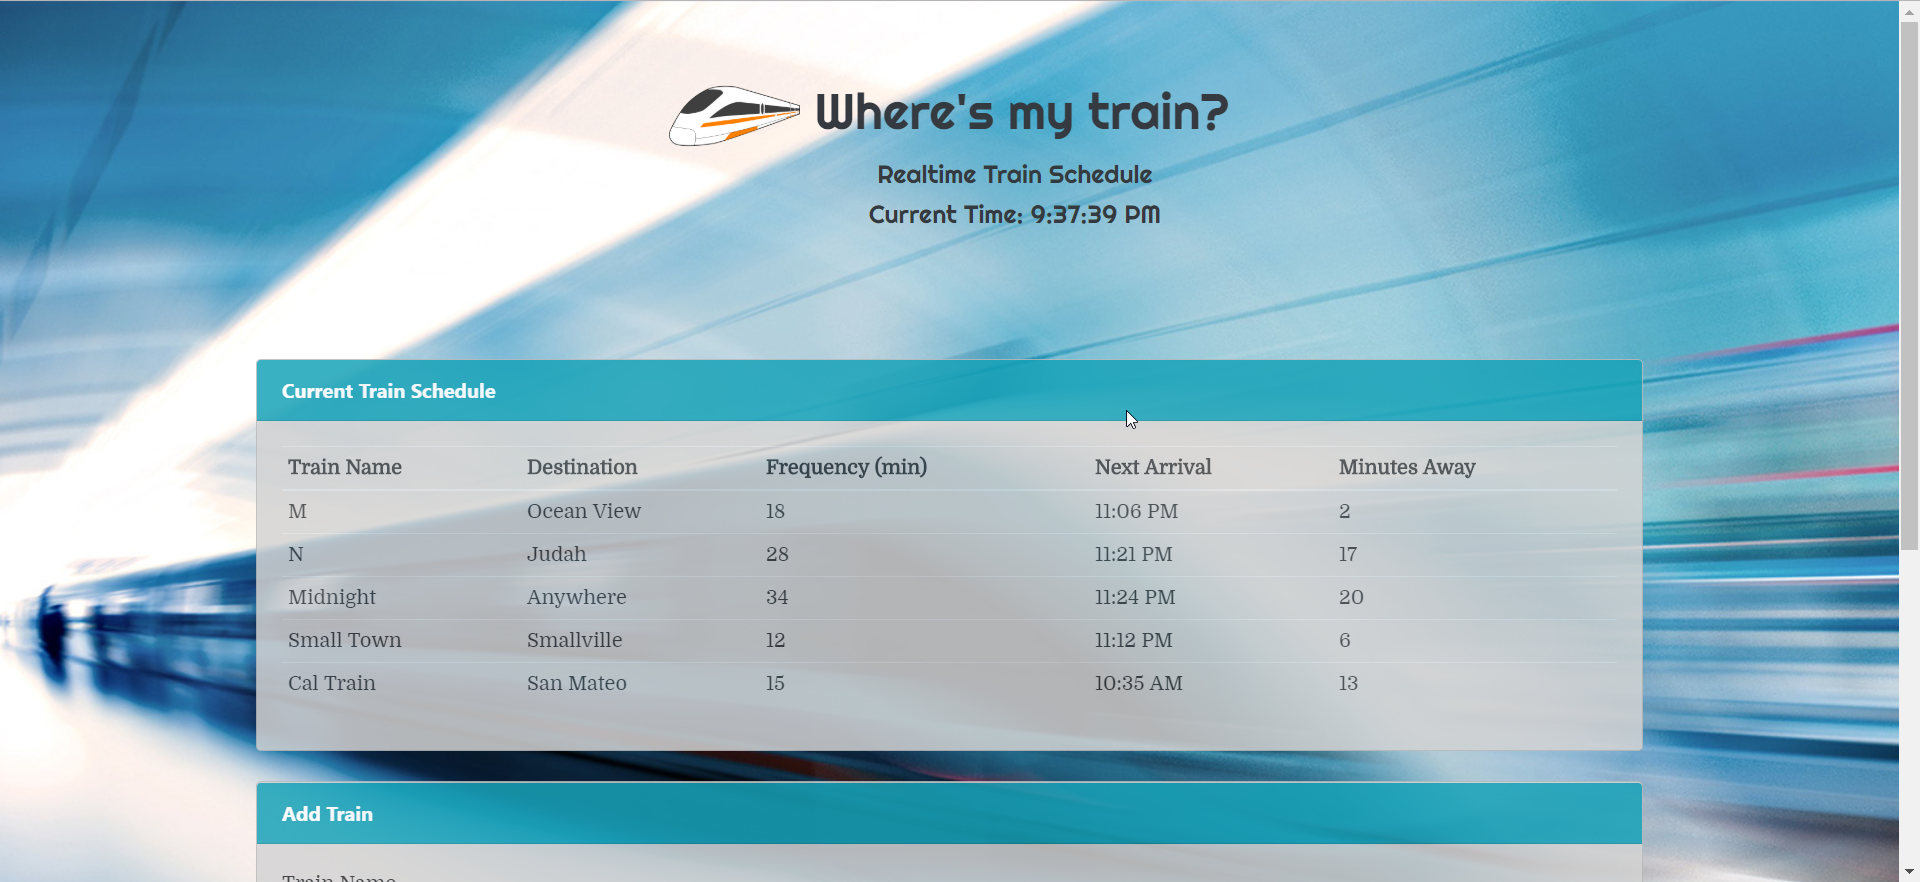 Where's my train?
Realtime Train Schedule
Current Time: 9:37:39 PM
Current Train Schedule
Train Name Destination Frequency (min) Next Arrival Minutes Away
M Ocean View 18 11:06 PM 2
N Judah 28 11:21 PM 17
Midnight Anywhere 34 11:24 PM 20
Small Town Smallville 12 11:12 PM 6
Cal Train San Mateo 15 10:35 AM 13
Add Train
Train Name